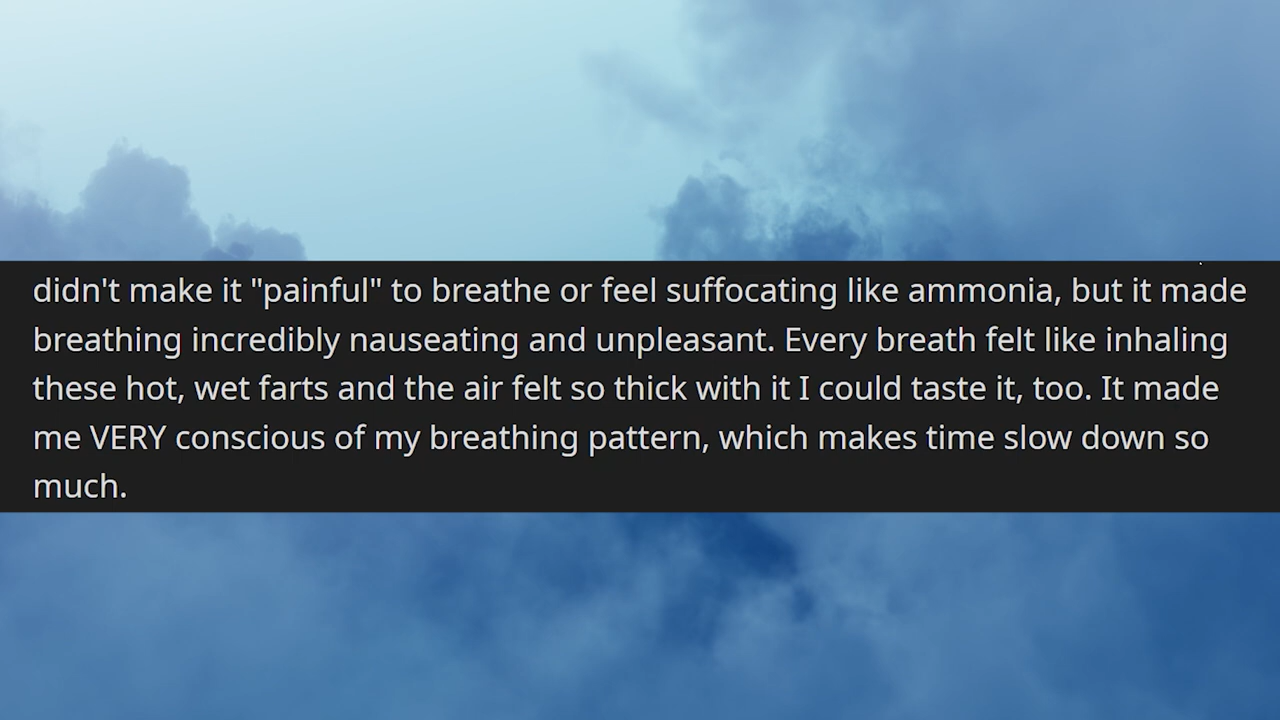 didn't make it "painful" to breathe or feel suffocating like ammonia, but it made
breathing incredibly nauseating and unpleasant. Every breath felt like inhaling
these hot, wet farts and the air felt so thick with it I could taste it, too. It made
me VERY conscious of my breathing pattern, which makes time slow down so
much.